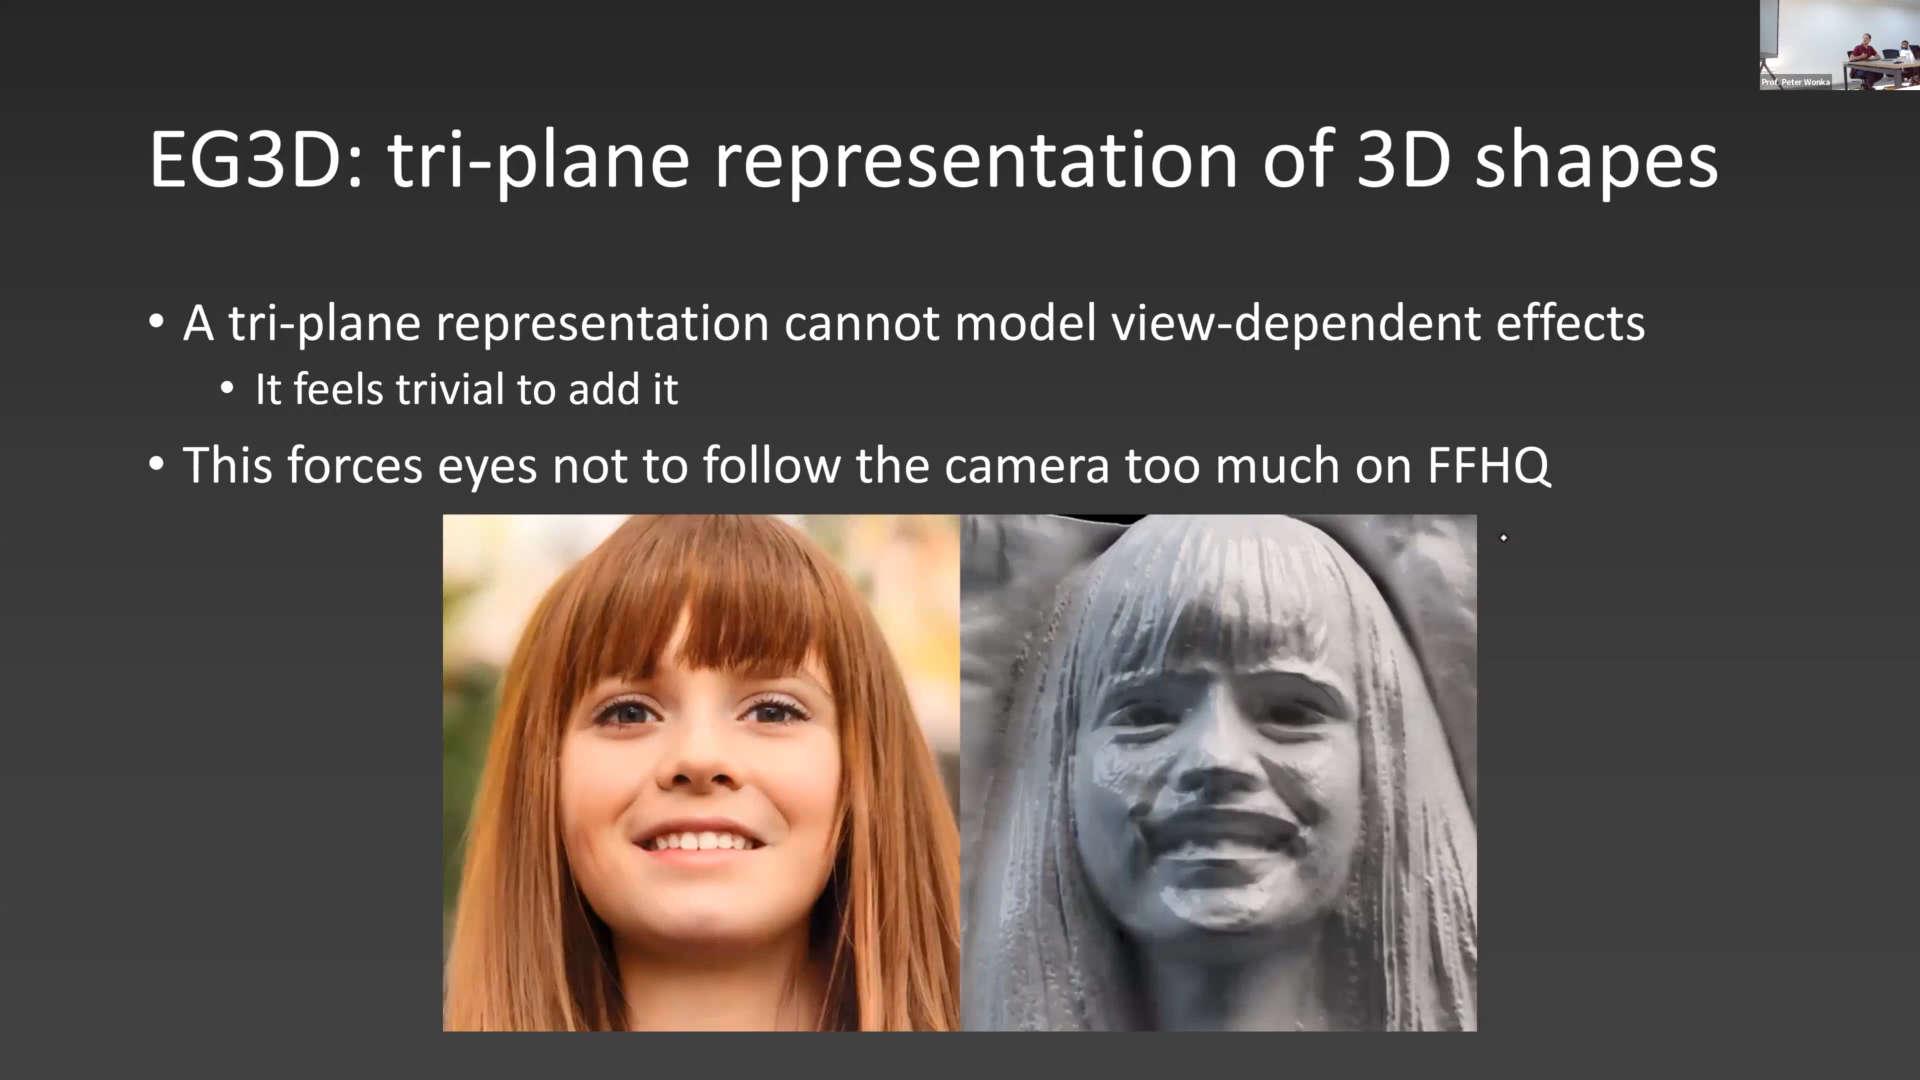 Prof. Peter Wonka
EG3D: tri-plane representation of 3D shapes
• A tri-plane representation cannot model view-dependent effects
• It feels trivial to add it
• This forces eyes not to follow the camera too much on FFHQ